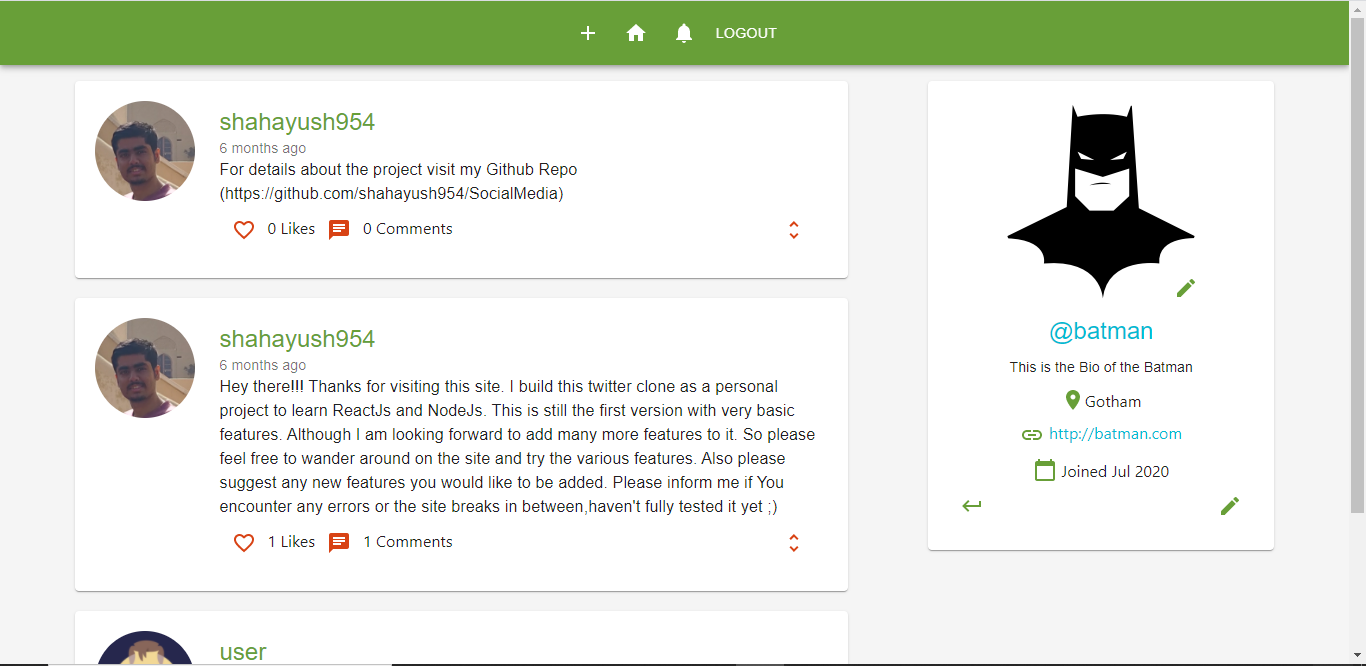 LOGOUT
shahayush954
6 months ago
For details about the project visit my Github Repo
(https://github.com/shahayush954/SocialMedia)
0 Likes 0 Comments
shahayush954
6 months ago
Hey there!!! Thanks for visiting this site. I build this twitter clone as a personal
project to learn ReactJs and NodeJs. This is still the first version with very basic
features. Although I am looking forward to add many more features to it. So please
feel free to wander around on the site and try the various features. Also please
suggest any new features you would like to be added. Please inform me if You
encounter any errors or the site breaks in between,haven't fully tested it yet ;)
1 Likes 1 Comments
user
@batman
This is the Bio of the Batman
Gotham
http://batman.com
Joined Jul 2020